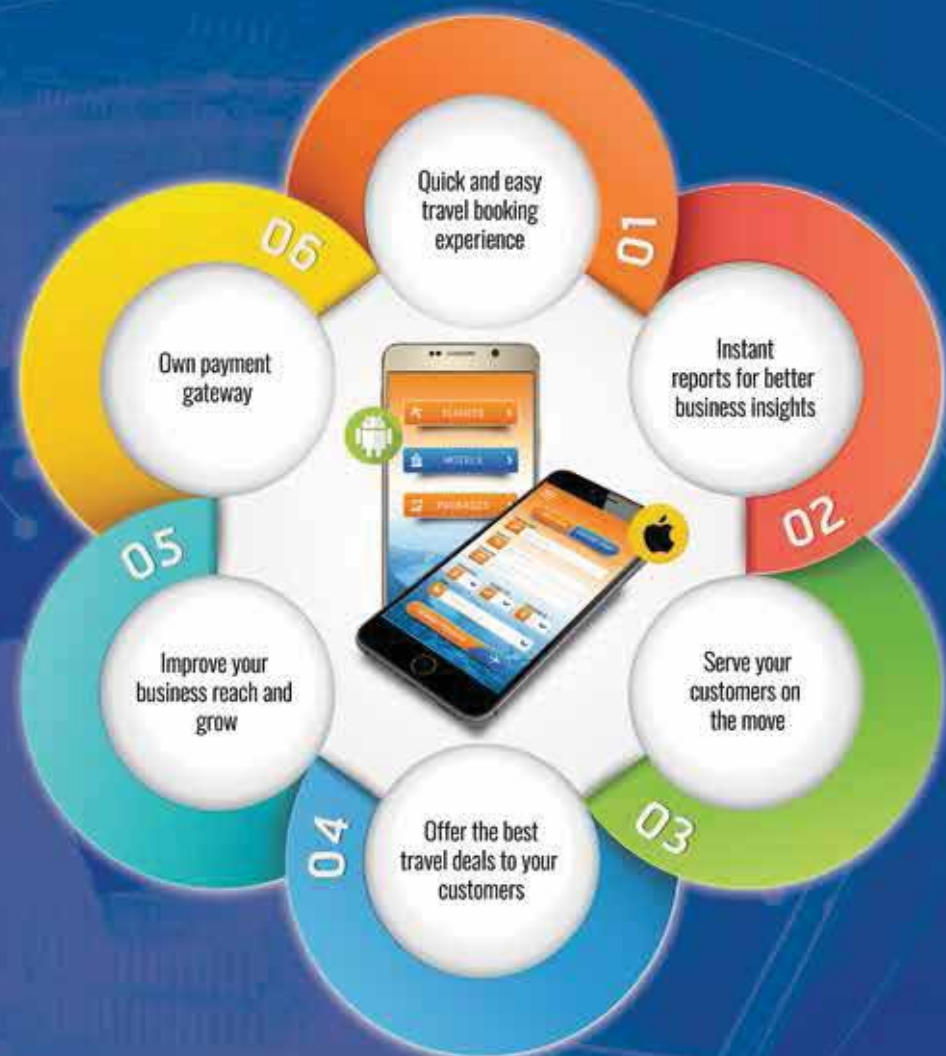 01
Quick and easy
travel booking
experience
02
Instant
reports for better
business insights
03
Serve your
customers on
the move
04
Offer the best
travel deals to your
customers
05
Improve your
business reach and
grow
06
Own payment
gateway
FLIGHTS
HOTELS
PACKAGES